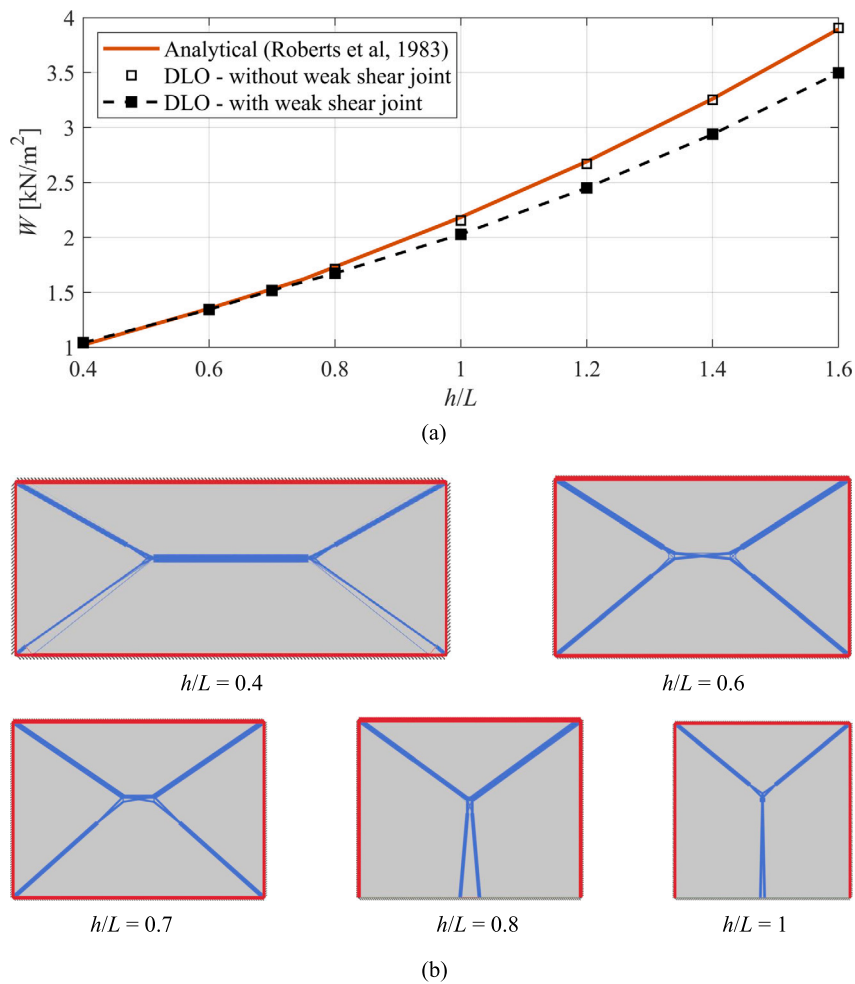 4
3.5
3
2.5
2
1.5
1
W [kN/m²]
Analytical (Roberts et al, 1983)
DLO - without weak shear joint
DLO - with weak shear joint
0.4 0.6 0.8 1 1.2 1.4 1.6
h/L
(a)
h/L = 0.4 h/L = 0.6
h/L = 0.7 h/L = 0.8 h/L = 1
(b)